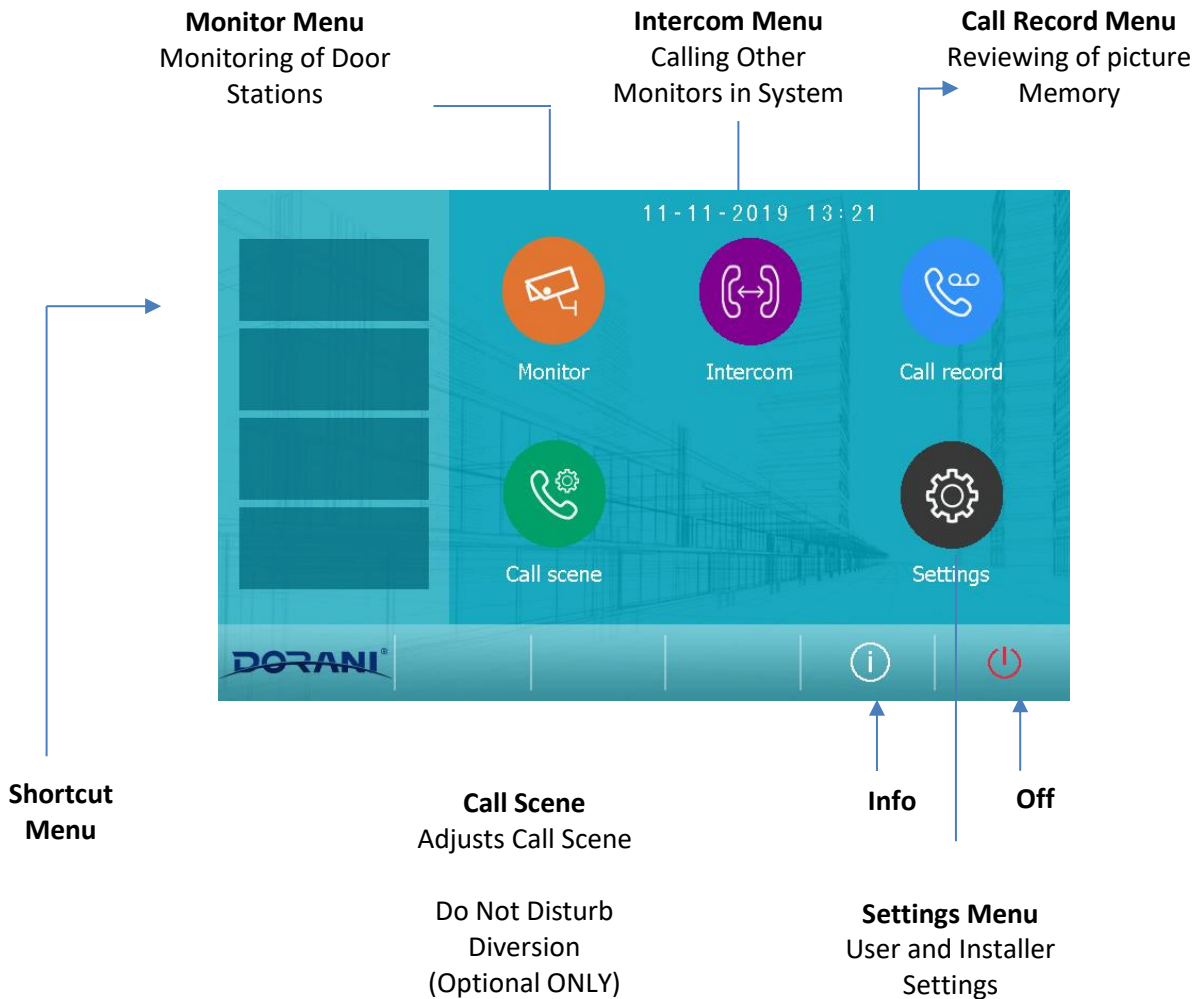 Monitor Menu
Monitoring of Door
Stations
Intercom Menu
Calling Other
Monitors in System
Call Record Menu
Reviewing of picture
Memory
11-11-2019 13:21
Monitor
Intercom
Call record
Call scene
Settings
DORANI®
Shortcut
Menu
Call Scene
Adjusts Call Scene
Do Not Disturb
Diversion
(Optional ONLY)
Info
Off
Settings Menu
User and Installer
Settings